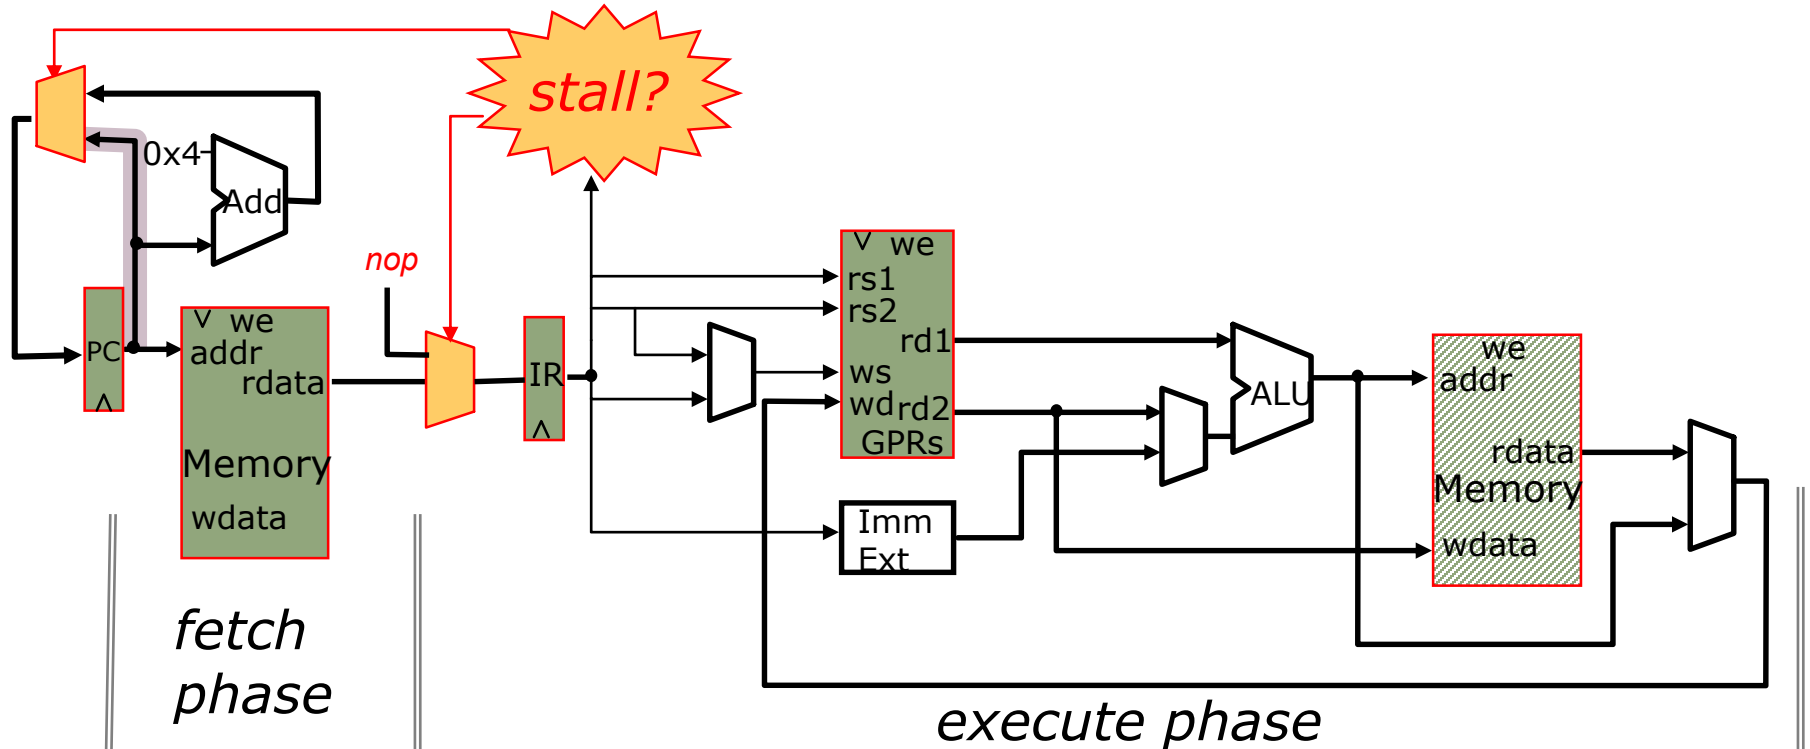 stall?
0x4
Add
nop
PC
we
addr
rdata
Memory
wdata
IR
we
rs1
rs2
rd1
ws
wd rd2
GPRs
Imm
Ext
ALU
we
addr
rdata
Memory
wdata
fetch
phase
execute phase